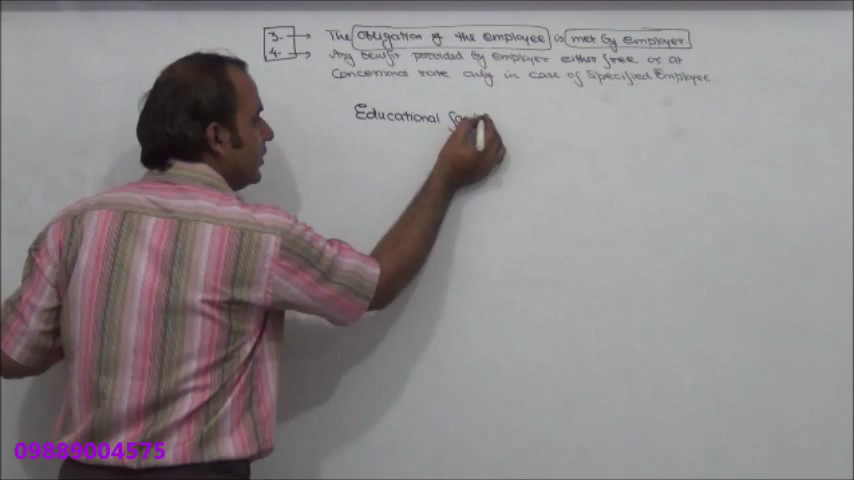 3. → The Obligation of the employee is met by employer
4. → Any benefit provided by employer either free or at
Concessional rate only in case of Specified Employee
Educational
09889004575